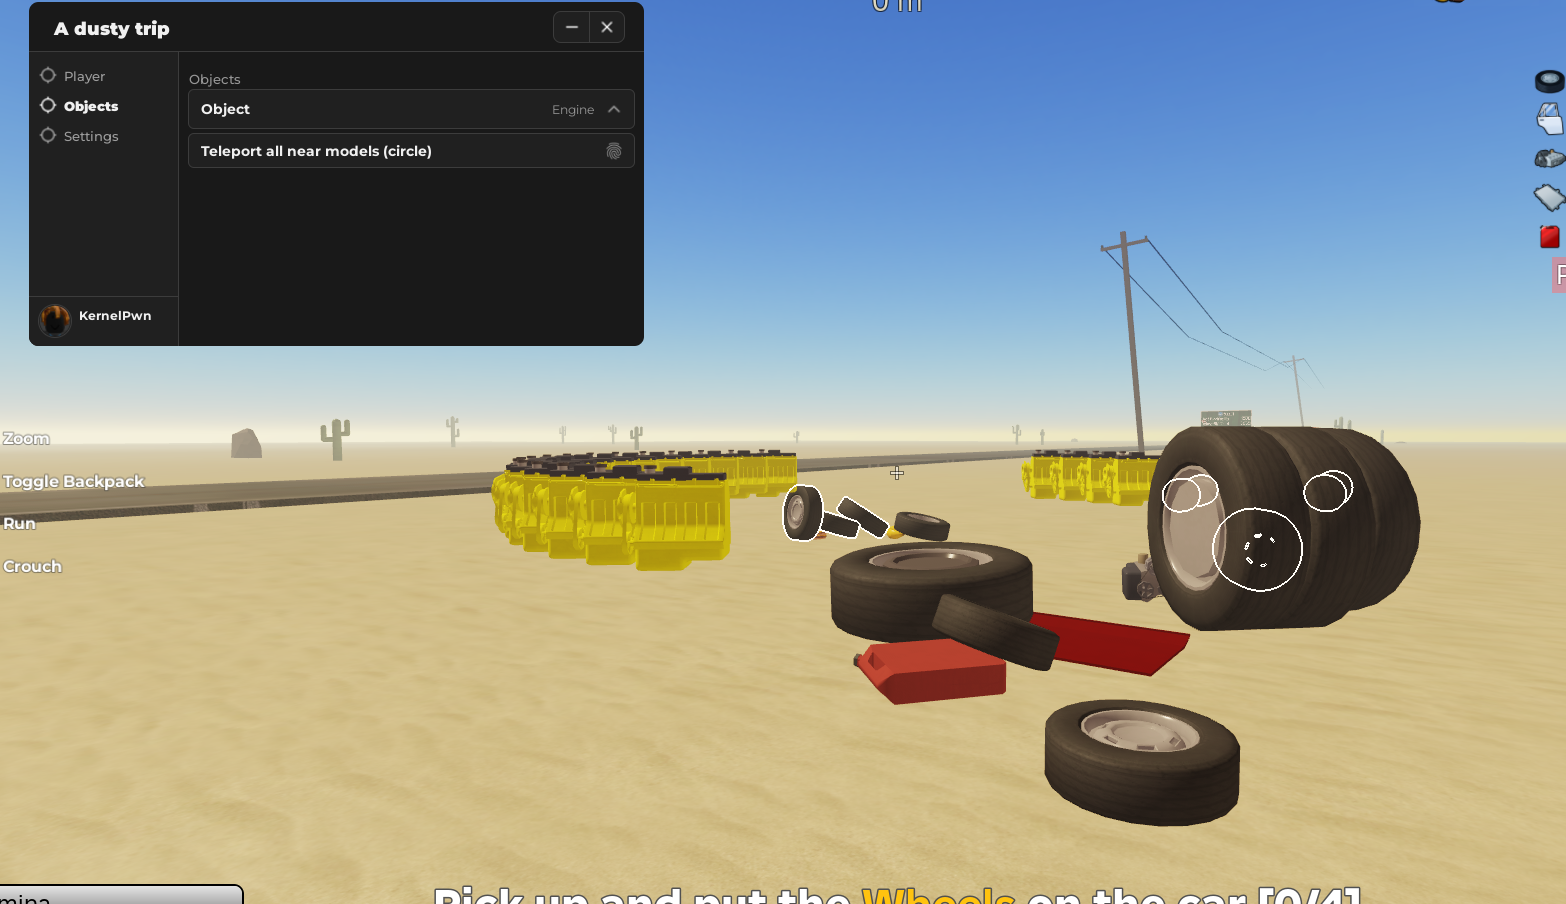 0 m
A dusty trip
Player
Objects
Settings
KernelPwn
Objects
Object
Engine
Teleport all near models (circle)
Zoom
Toggle Backpack
Run
Crouch
Pick up and put the Wheels on the car [0/4]